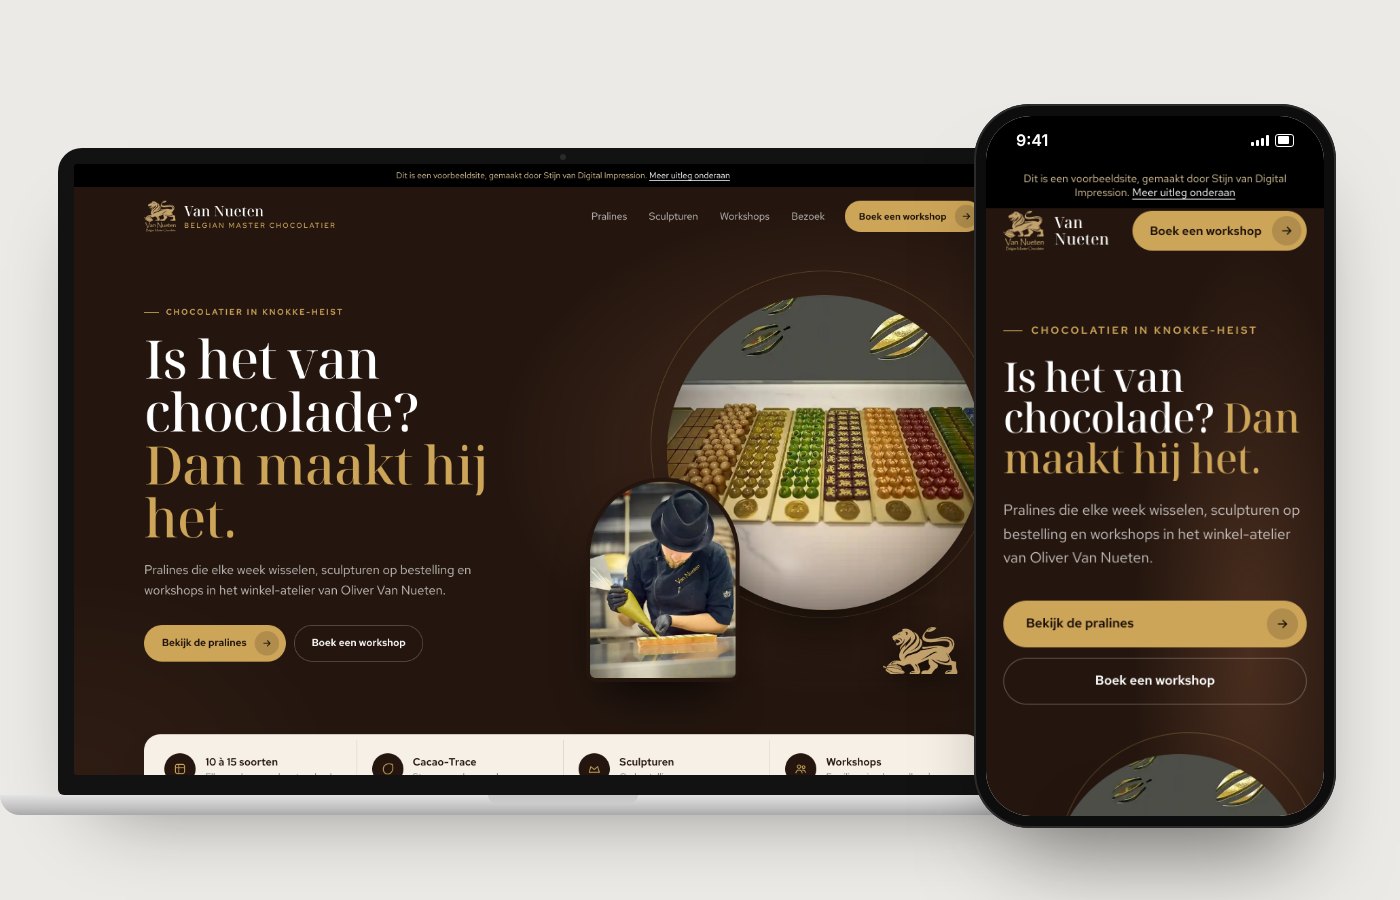 Dit is een voorbeeldsite, gemaakt door Stijn van Digital Impression. Meer uitleg onderaan
Van Nueten
Van Nueten
BELGIAN MASTER CHOCOLATIER
Pralines
Sculpturen
Workshops
Bezoek
Boek een workshop
CHOCOLATIER IN KNOKKE-HEIST
Is het van
chocolade?
Dan maakt hij
het.
Pralines die elke week wisselen, sculpturen op bestelling en
workshops in het winkel-atelier van Oliver Van Nueten.
Bekijk de pralines
Boek een workshop
Van Nueten
10 à 15 soorten
Cacao-Trace
Sculpturen
Workshops
9:41
Dit is een voorbeeldsite, gemaakt door Stijn van Digital
Impression. Meer uitleg onderaan
Van Nueten
Van
Nueten
Boek een workshop
CHOCOLATIER IN KNOKKE-HEIST
Is het van
chocolade? Dan
maakt hij het.
Pralines die elke week wisselen, sculpturen op
bestelling en workshops in het winkel-atelier
van Oliver Van Nueten.
Bekijk de pralines
Boek een workshop